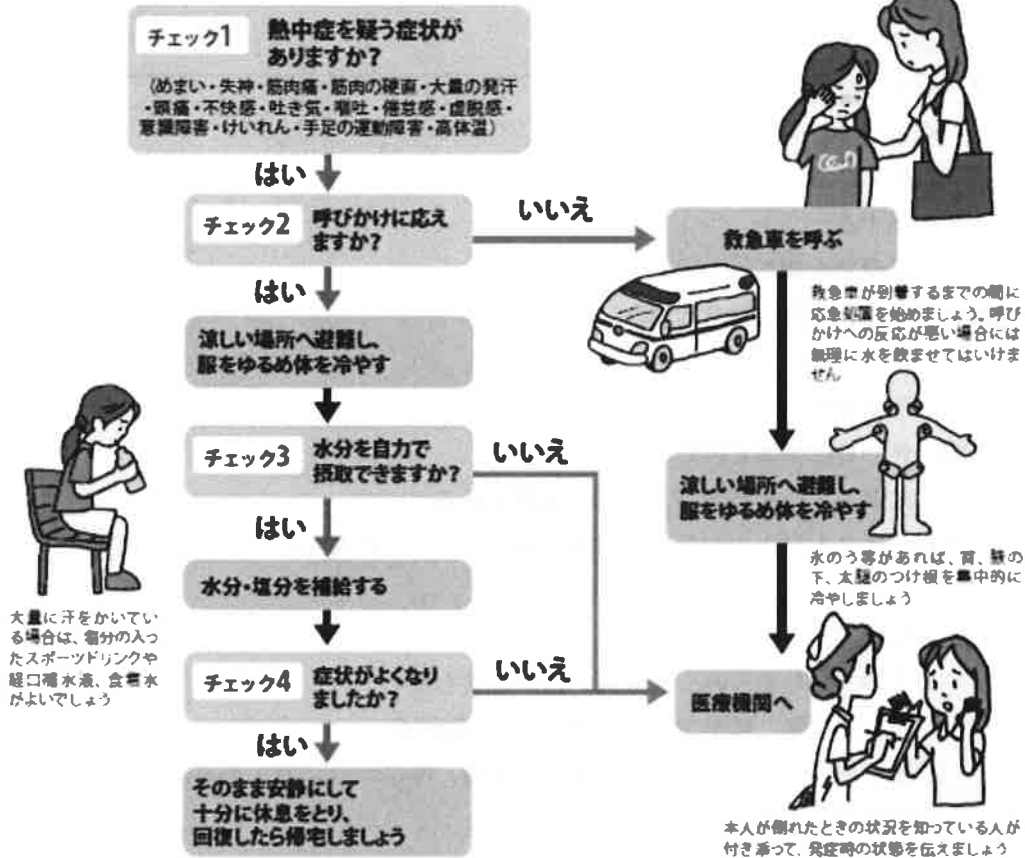 チェック1
熱中症を疑う症状が
ありますか?
(めまい・失神・筋肉痛・筋肉の硬直・大量の発汗
・頭痛・不快感・吐き気・嘔吐・倦怠感・虚脱感・
意識障害・けいれん・手足の運動障害・高体温)
はい
チェック2
呼びかけに応え
ますか?
いいえ
救急車を呼ぶ
救急車が到着するまでの間に
応急処置を始めましょう。呼び
かけへの反応が悪い場合には
無理に水を飲ませてはいけま
せん
はい
涼しい場所へ避難し、
服をゆるめ体を冷やす
チェック3
水分を自力で
摂取できますか?
いいえ
涼しい場所へ避難し、
服をゆるめ体を冷やす
氷のう等があれば、首、腋の
下、太腿のつけ根を集中的に
冷やしましょう
はい
水分・塩分を補給する
大量に汗をかいてい
る場合は、塩分の入っ
たスポーツドリンクや
経口補水液、食塩水
がよいでしょう
チェック4
症状がよくなり
ましたか?
いいえ
医療機関へ
はい
そのまま安静にして
十分に休息をとり、
回復したら帰宅しましょう
本人が倒れたときの状況を知っている人が
付き添って、発症時の状態を伝えましょう